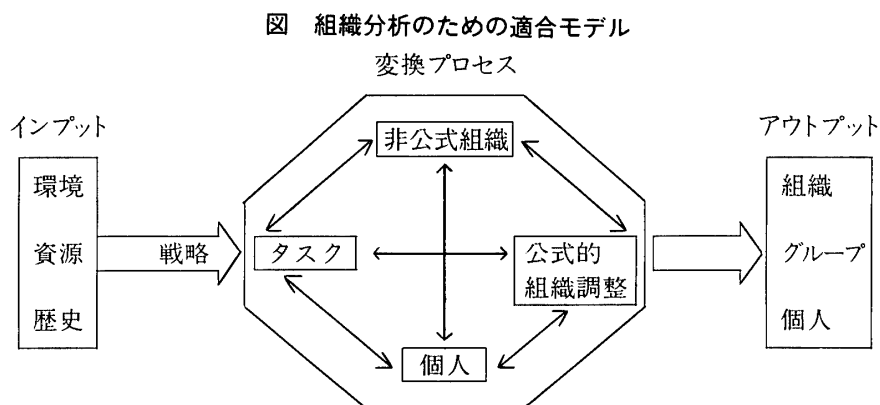 図 組織分析のための適合モデル
変換プロセス
インプット
アウトプット
非公式組織
環境
資源
歴史
戦略
タスク
公式的
組織調整
個人
組織
グループ
個人